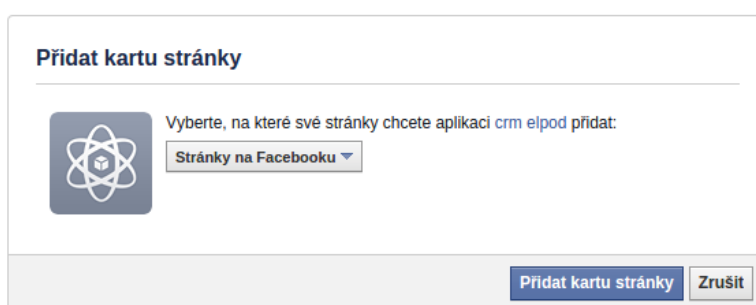 Přidat kartu stránky
Vyberte, na které své stránky chcete aplikaci crm elpod přidat:
Stránky na Facebooku
Přidat kartu stránky
Zrušit